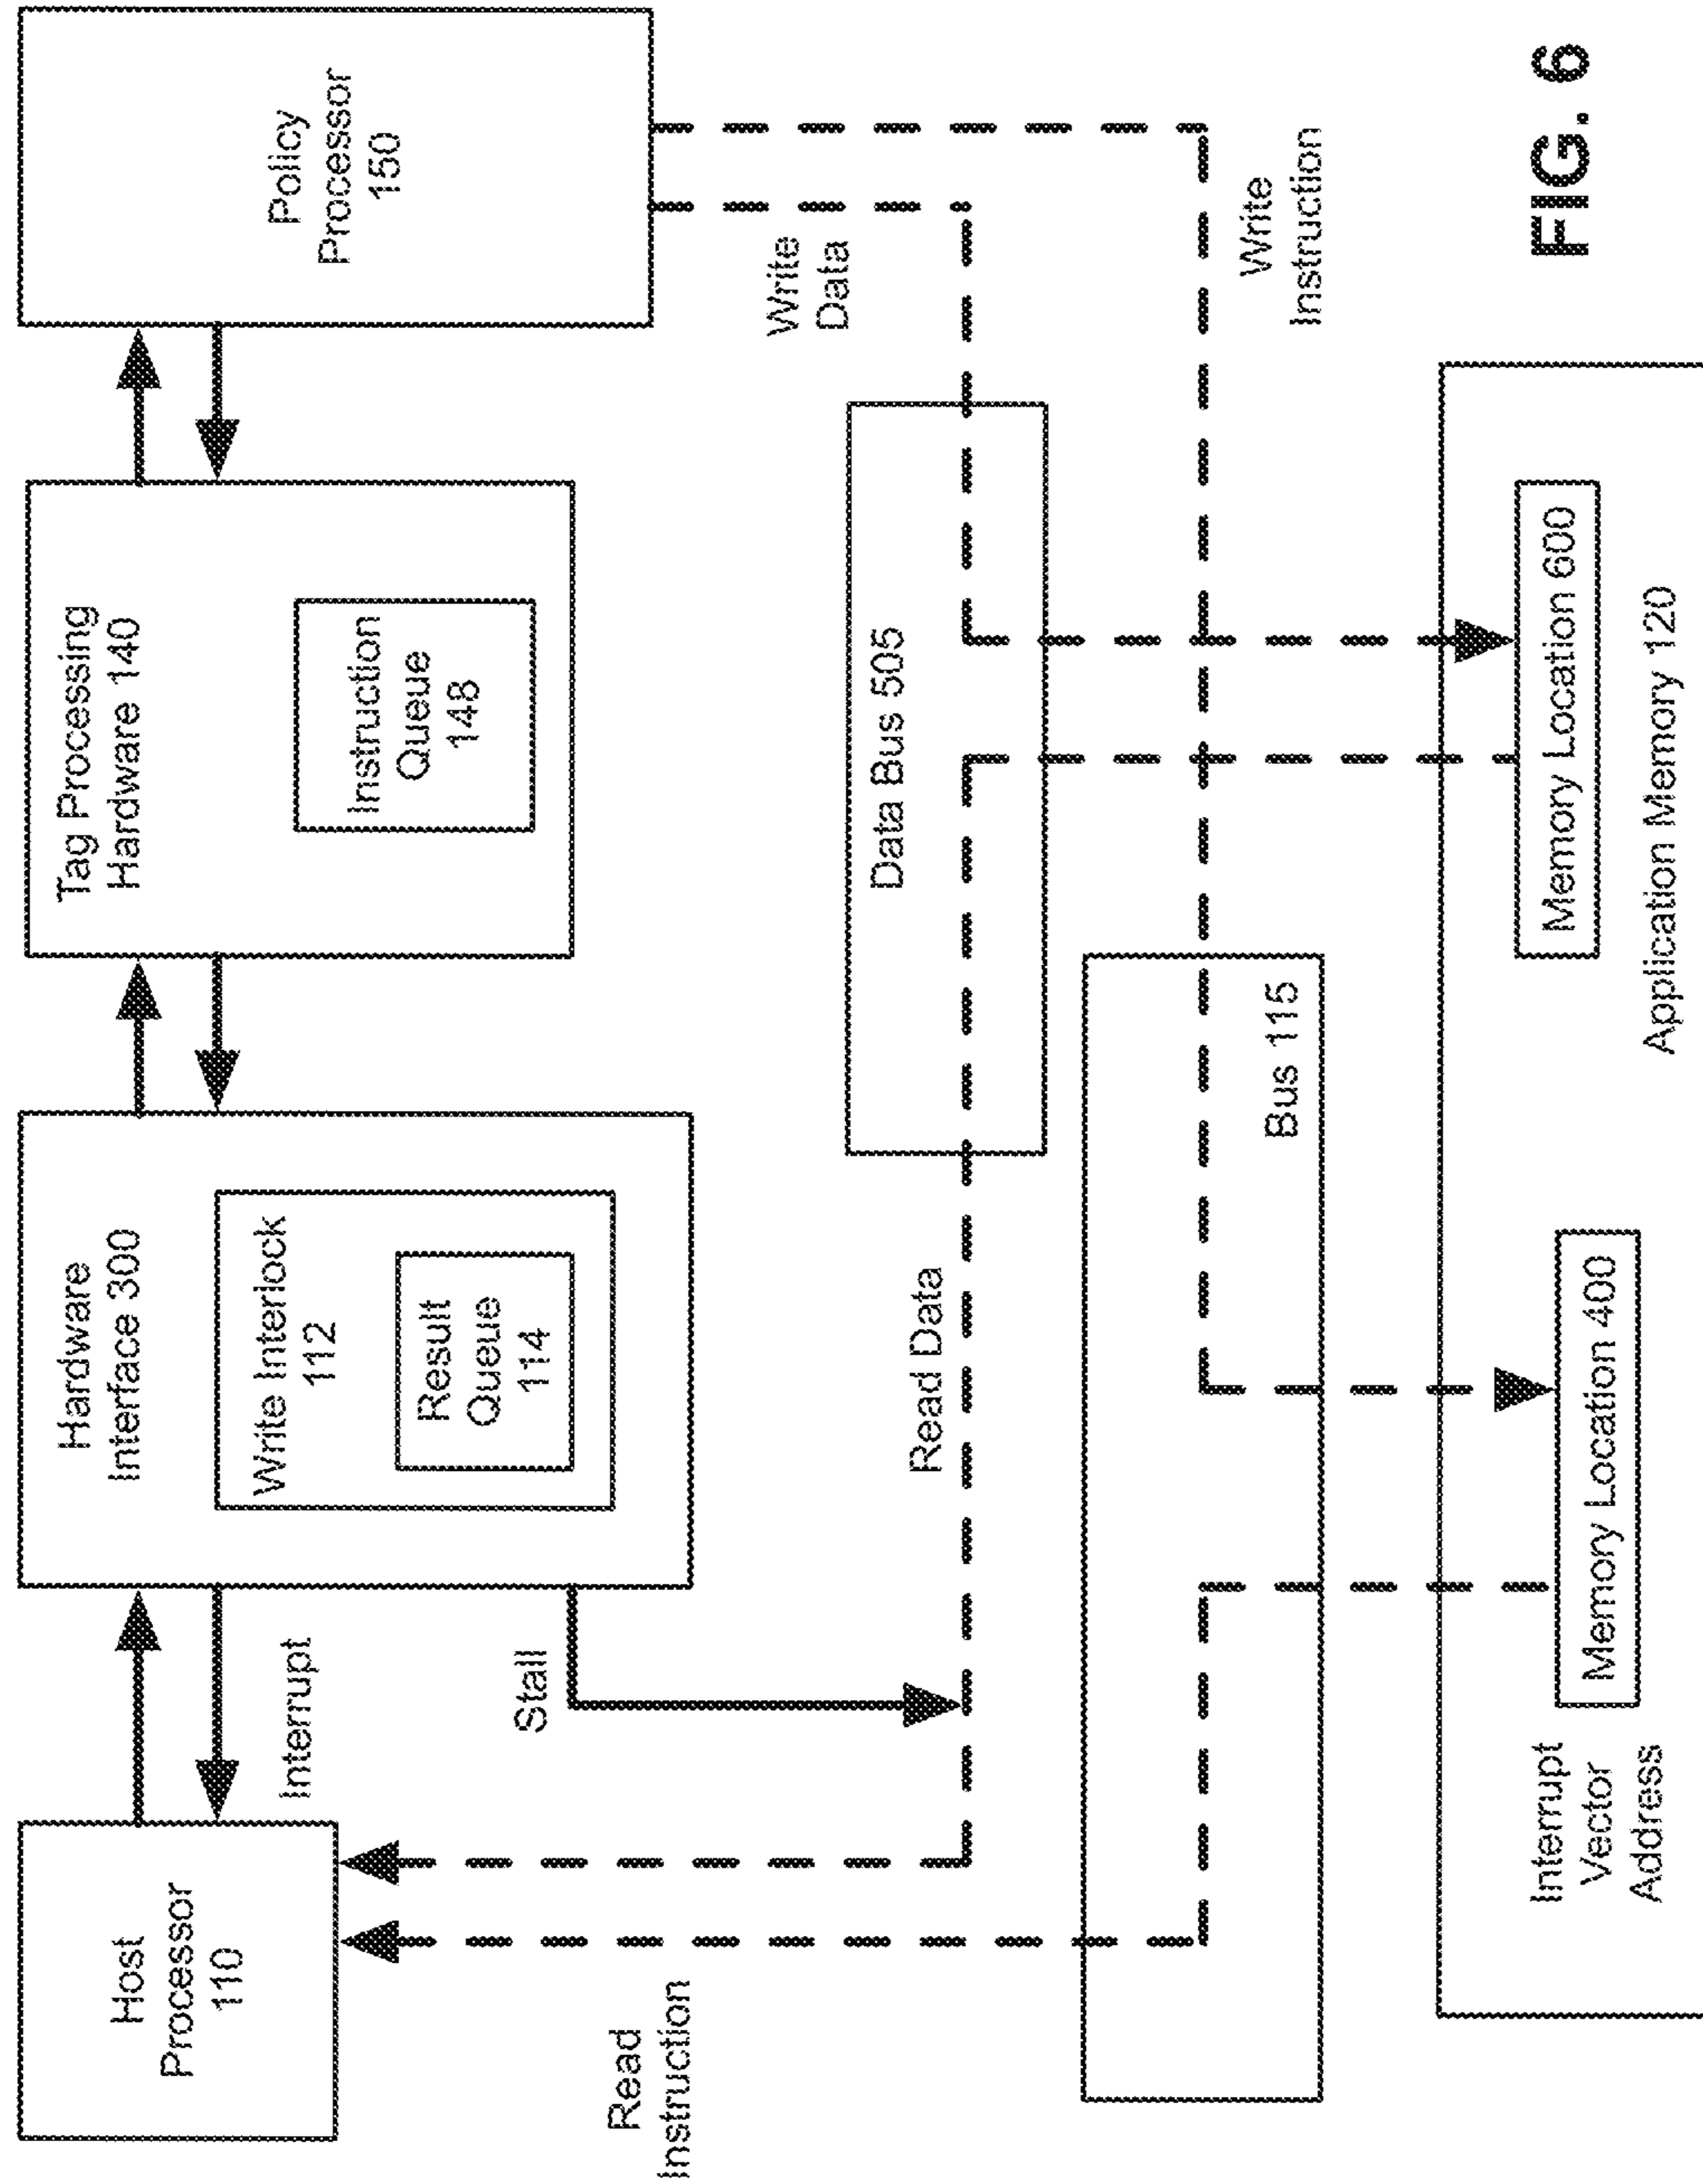 Host
Processor
110
Interrupt
Hardware
Interface 300
Write Interlock
112
Result
Queue
114
Tag Processing
Hardware 140
Instruction
Queue
148
Policy
Processor
150
Stall
Read
Instruction
Read Data
Data Bus 505
Write
Data
Bus 115
Write
Instruction
Interrupt
Vector
Address
Memory Location 400
Memory Location 600
Application Memory 120
FIG. 6